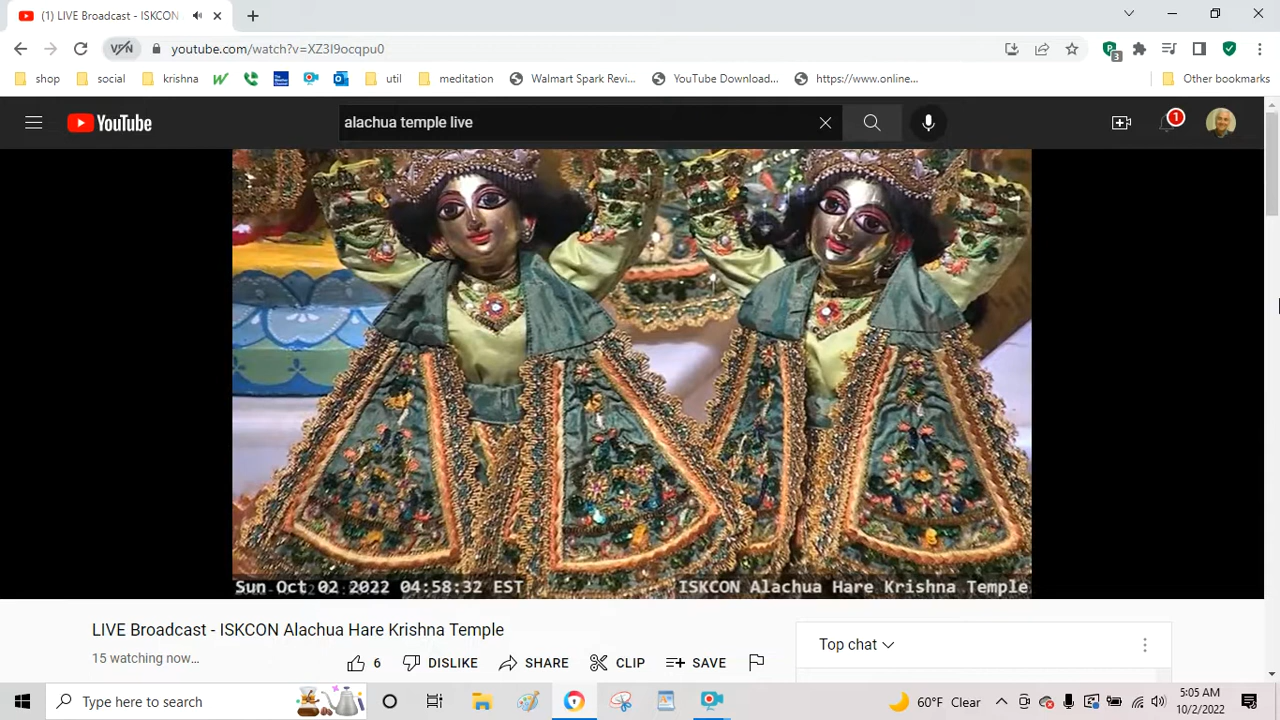 (1) LIVE Broadcast - ISKCON
youtube.com/watch?v=XZ3I9ocqpu0
VPN
3
shop
social
krishna
util
meditation
Walmart Spark Revi...
YouTube Download...
https://www.online...
Other bookmarks
YouTube
alachua temple live
1
Sun Oct 02 2022 04:58:32 EST
ISKCON Alachua Hare Krishna Temple
LIVE Broadcast - ISKCON Alachua Hare Krishna Temple
15 watching now...
6
DISLIKE
SHARE
CLIP
SAVE
Top chat
Type here to search
60°F Clear
5:05 AM
10/2/2022